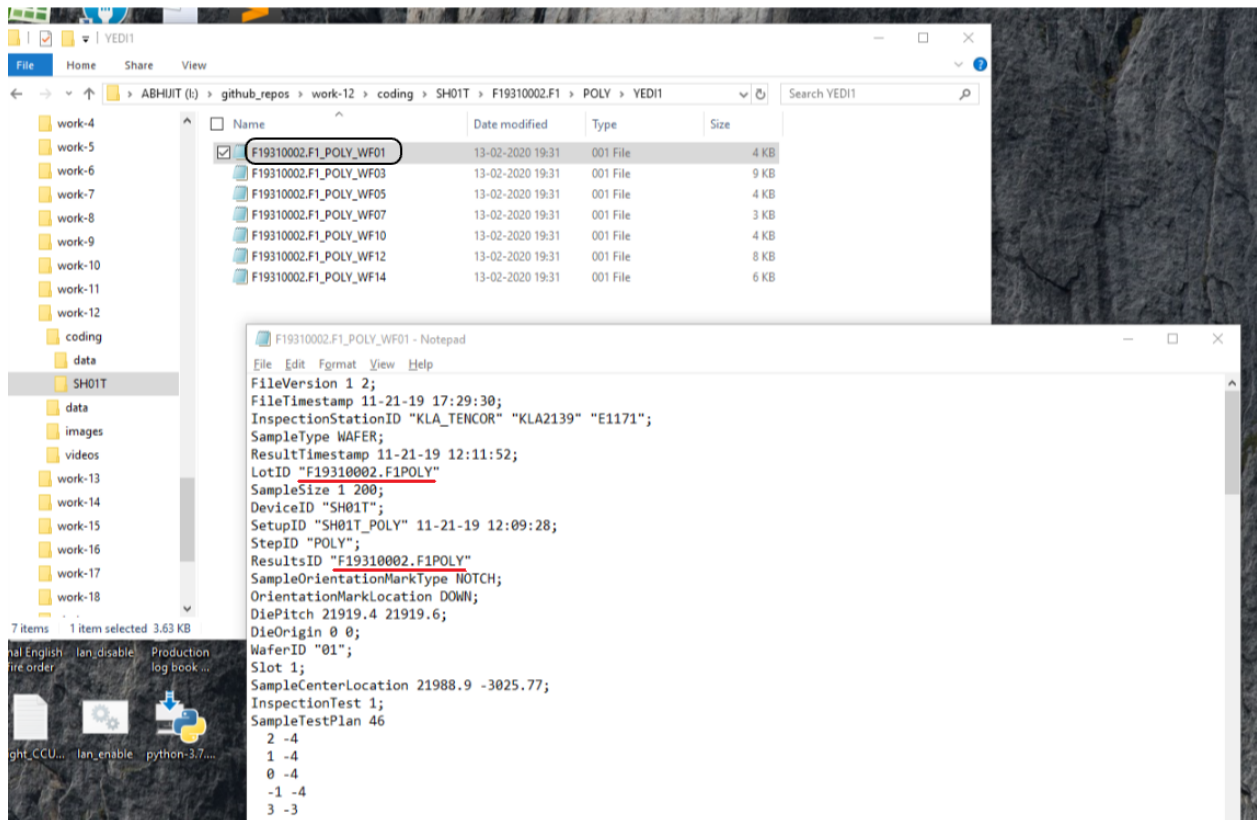 YEDI1
File Home Share View
ABHIJIT (I:) › github_repos › work-12 › coding › SH01T › F19310002.F1 › POLY › YEDI1
Search YEDI1
work-4
work-5
work-6
work-7
work-8
work-9
work-10
work-11
work-12
coding
data
SH01T
data
images
videos
work-13
work-14
work-15
work-16
work-17
work-18
Name Date modified Type Size
F19310002.F1_POLY_WF01 13-02-2020 19:31 001 File 4 KB
F19310002.F1_POLY_WF03 13-02-2020 19:31 001 File 9 KB
F19310002.F1_POLY_WF05 13-02-2020 19:31 001 File 4 KB
F19310002.F1_POLY_WF07 13-02-2020 19:31 001 File 3 KB
F19310002.F1_POLY_WF10 13-02-2020 19:31 001 File 4 KB
F19310002.F1_POLY_WF12 13-02-2020 19:31 001 File 8 KB
F19310002.F1_POLY_WF14 13-02-2020 19:31 001 File 6 KB
7 items 1 item selected 3.63 KB
F19310002.F1_POLY_WF01 - Notepad
File Edit Format View Help
FileVersion 1 2;
FileTimestamp 11-21-19 17:29:30;
InspectionStationID "KLA_TENCOR" "KLA2139" "E1171";
SampleType WAFER;
ResultTimestamp 11-21-19 12:11:52;
LotID "F19310002.F1POLY"
SampleSize 1 200;
DeviceID "SH01T";
SetupID "SH01T_POLY" 11-21-19 12:09:28;
StepID "POLY";
ResultsID "F19310002.F1POLY"
SampleOrientationMarkType NOTCH;
OrientationMarkLocation DOWN;
DiePitch 21919.4 21919.6;
DieOrigin 0 0;
WaferID "01";
Slot 1;
SampleCenterLocation 21988.9 -3025.77;
InspectionTest 1;
SampleTestPlan 46
2 -4
1 -4
0 -4
-1 -4
3 -3
nal English
fire order
lan_disable
Production
log book ...
ght_CCU...
lan_enable
python-3.7....